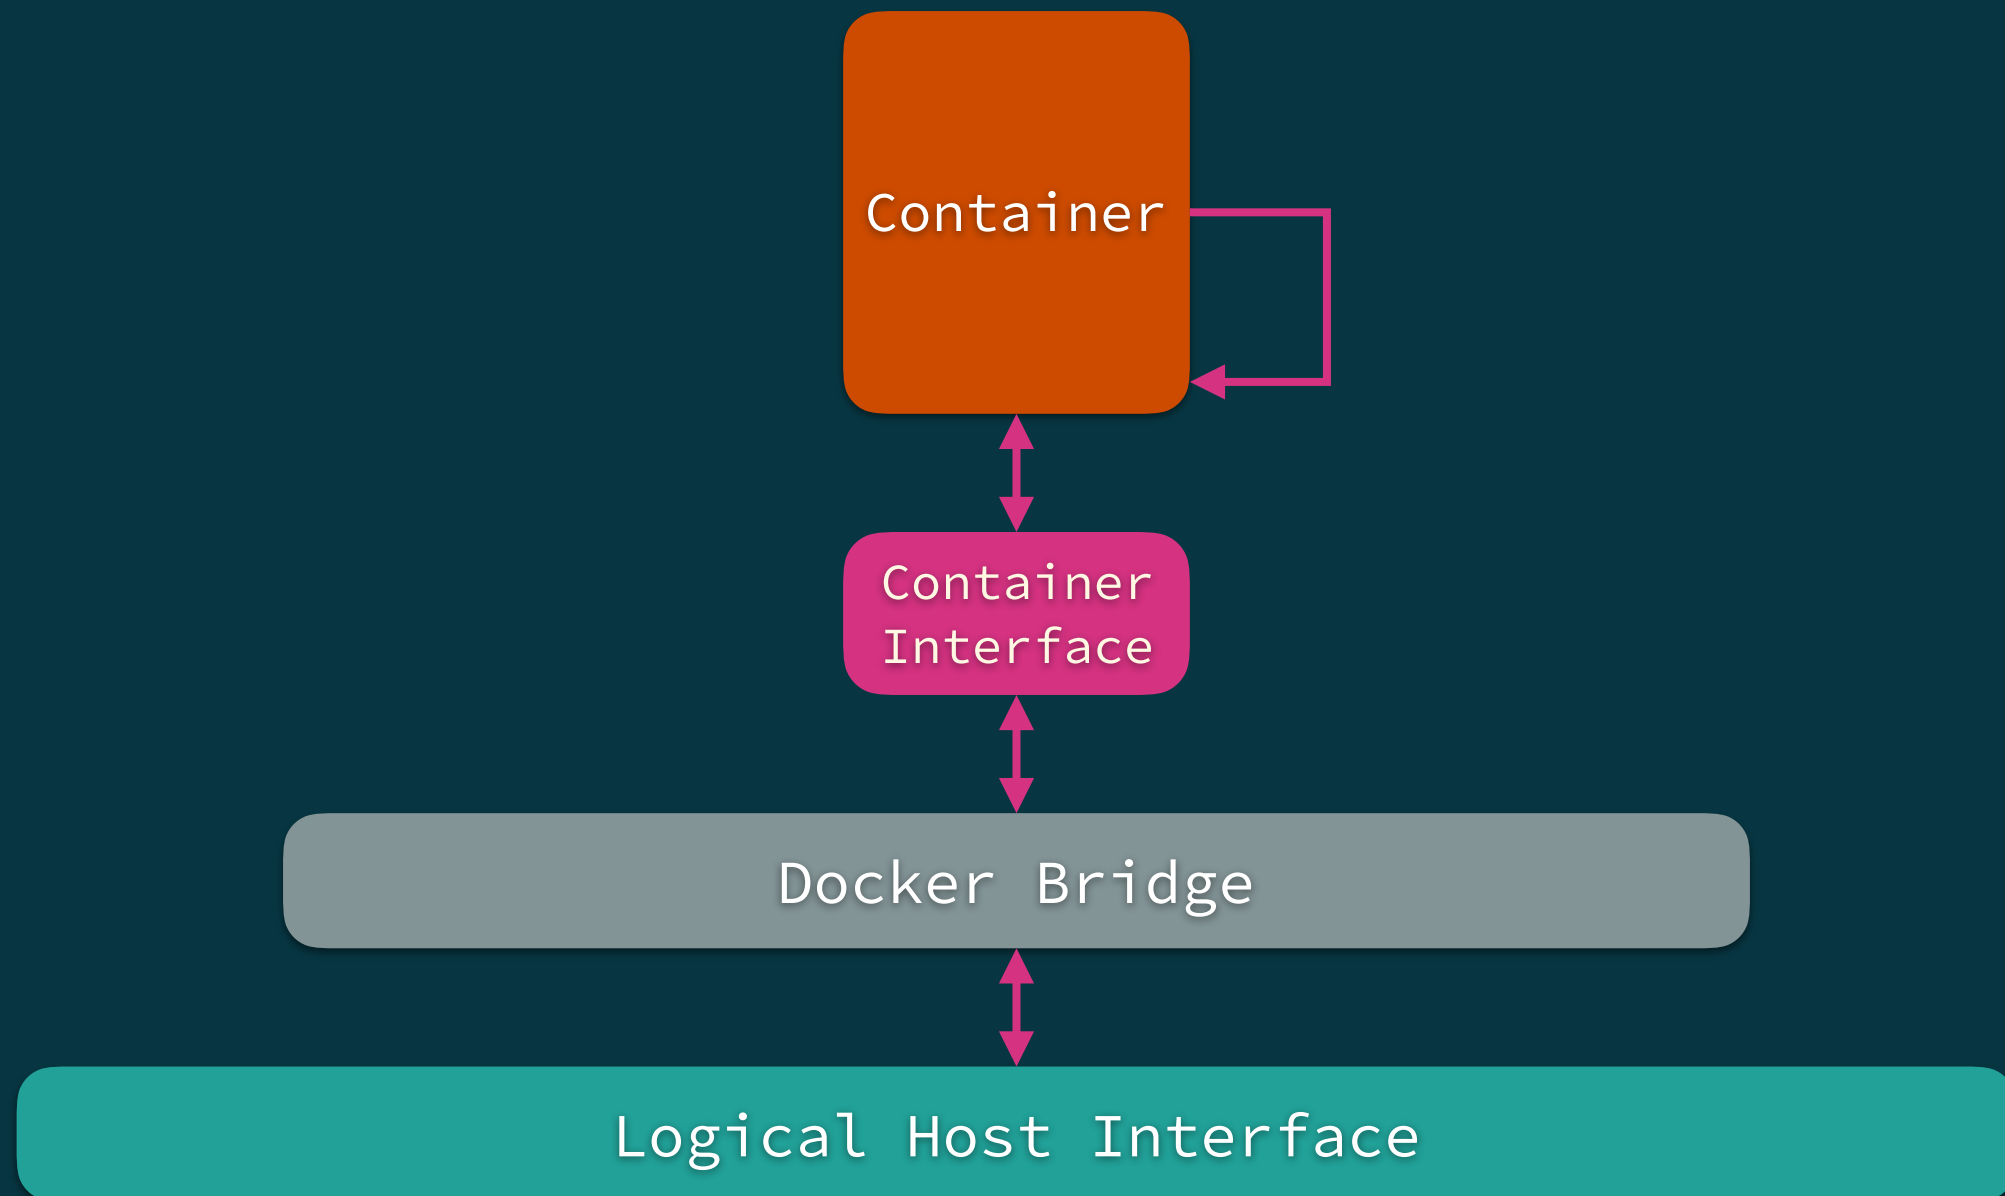 Container
Container
Interface
Docker Bridge
Logical Host Interface